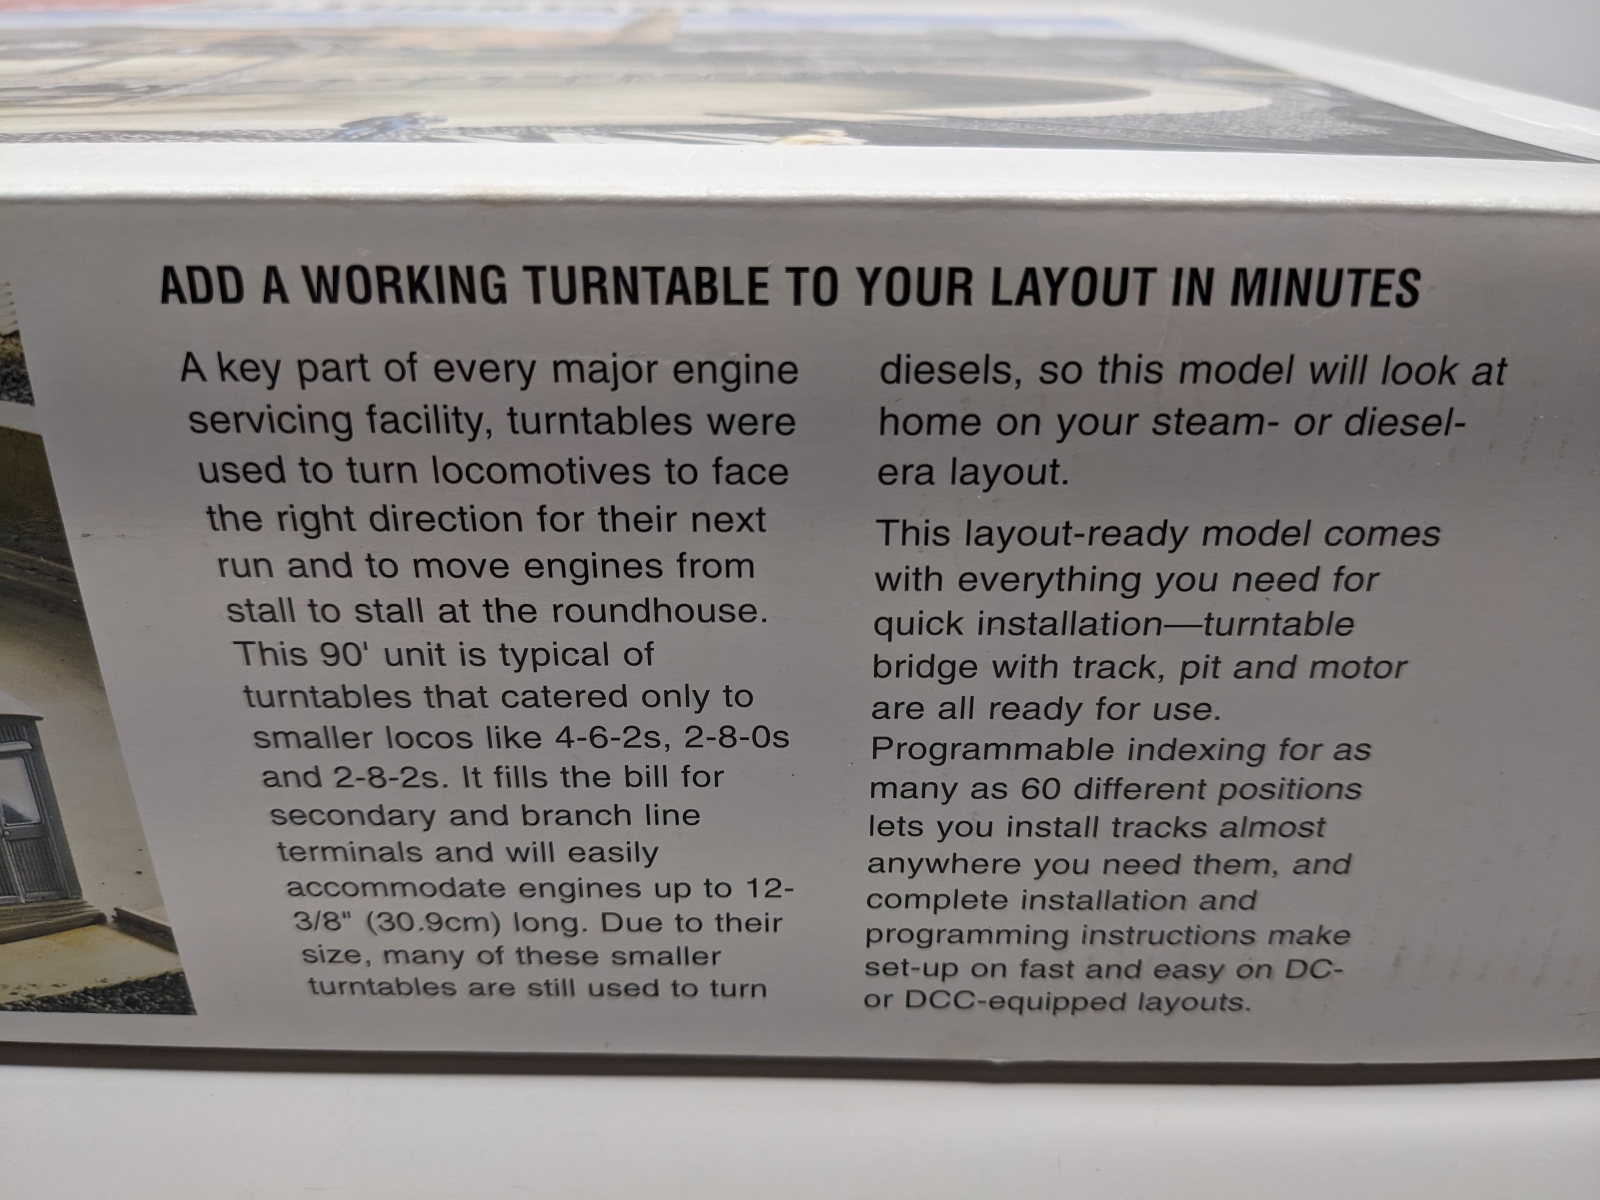 ADD A WORKING TURNTABLE TO YOUR LAYOUT IN MINUTES
A key part of every major engine
servicing facility, turntables were
used to turn locomotives to face
the right direction for their next
run and to move engines from
stall to stall at the roundhouse.
This 90' unit is typical of
turntables that catered only to
smaller locos like 4-6-2s, 2-8-0s
and 2-8-2s. It fills the bill for
secondary and branch line
terminals and will easily
accommodate engines up to 12-
3/8" (30.9cm) long. Due to their
size, many of these smaller
turntables are still used to turn
diesels, so this model will look at
home on your steam- or diesel-
era layout.
This layout-ready model comes
with everything you need for
quick installation—turntable
bridge with track, pit and motor
are all ready for use.
Programmable indexing for as
many as 60 different positions
lets you install tracks almost
anywhere you need them, and
complete installation and
programming instructions make
set-up on fast and easy on DC-
or DCC-equipped layouts.